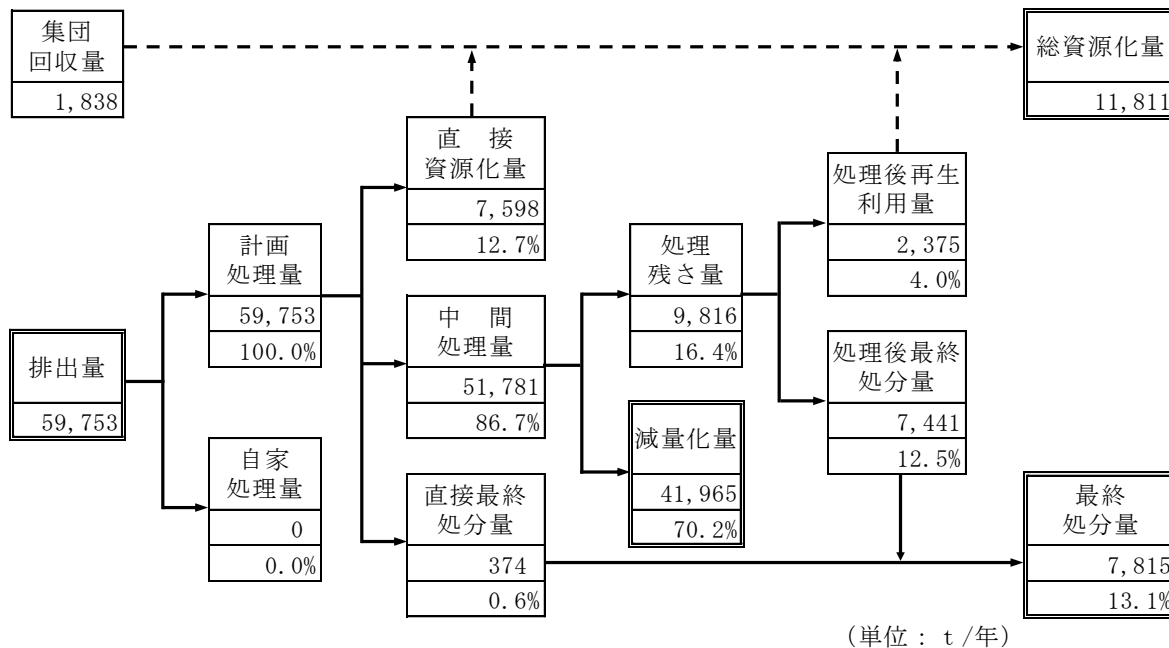 集団
回収量
1,838
総資源化量
11,811
直 接
資源化量
7,598
12.7%
処理後再生
利用量
2,375
4.0%
計画
処理量
59,753
100.0%
処理
残さ量
9,816
16.4%
中 間
処理量
51,781
86.7%
排出量
59,753
処理後最終
処分量
7,441
12.5%
減量化量
41,965
70.2%
自家
処理量
0
0.0%
直接最終
処分量
374
0.6%
最終
処分量
7,815
13.1%
(単位：t/年)